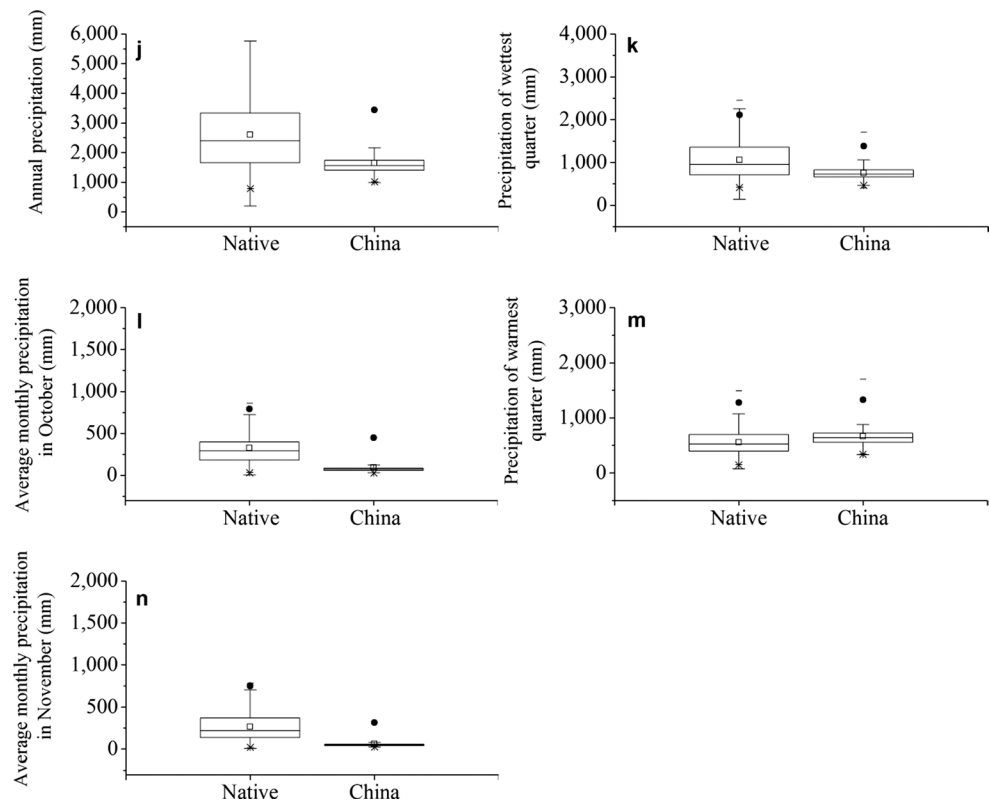 j
Annual precipitation (mm)
6,000
5,000
4,000
3,000
2,000
1,000
0
Native China
k
Precipitation of wettest
quarter (mm)
4,000
3,000
2,000
1,000
0
Native China
l
Average monthly precipitation
in October (mm)
2,000
1,500
1,000
500
0
Native China
m
Precipitation of warmest
quarter (mm)
3,000
2,000
1,000
0
Native China
n
Average monthly precipitation
in November (mm)
2,000
1,500
1,000
500
0
Native China